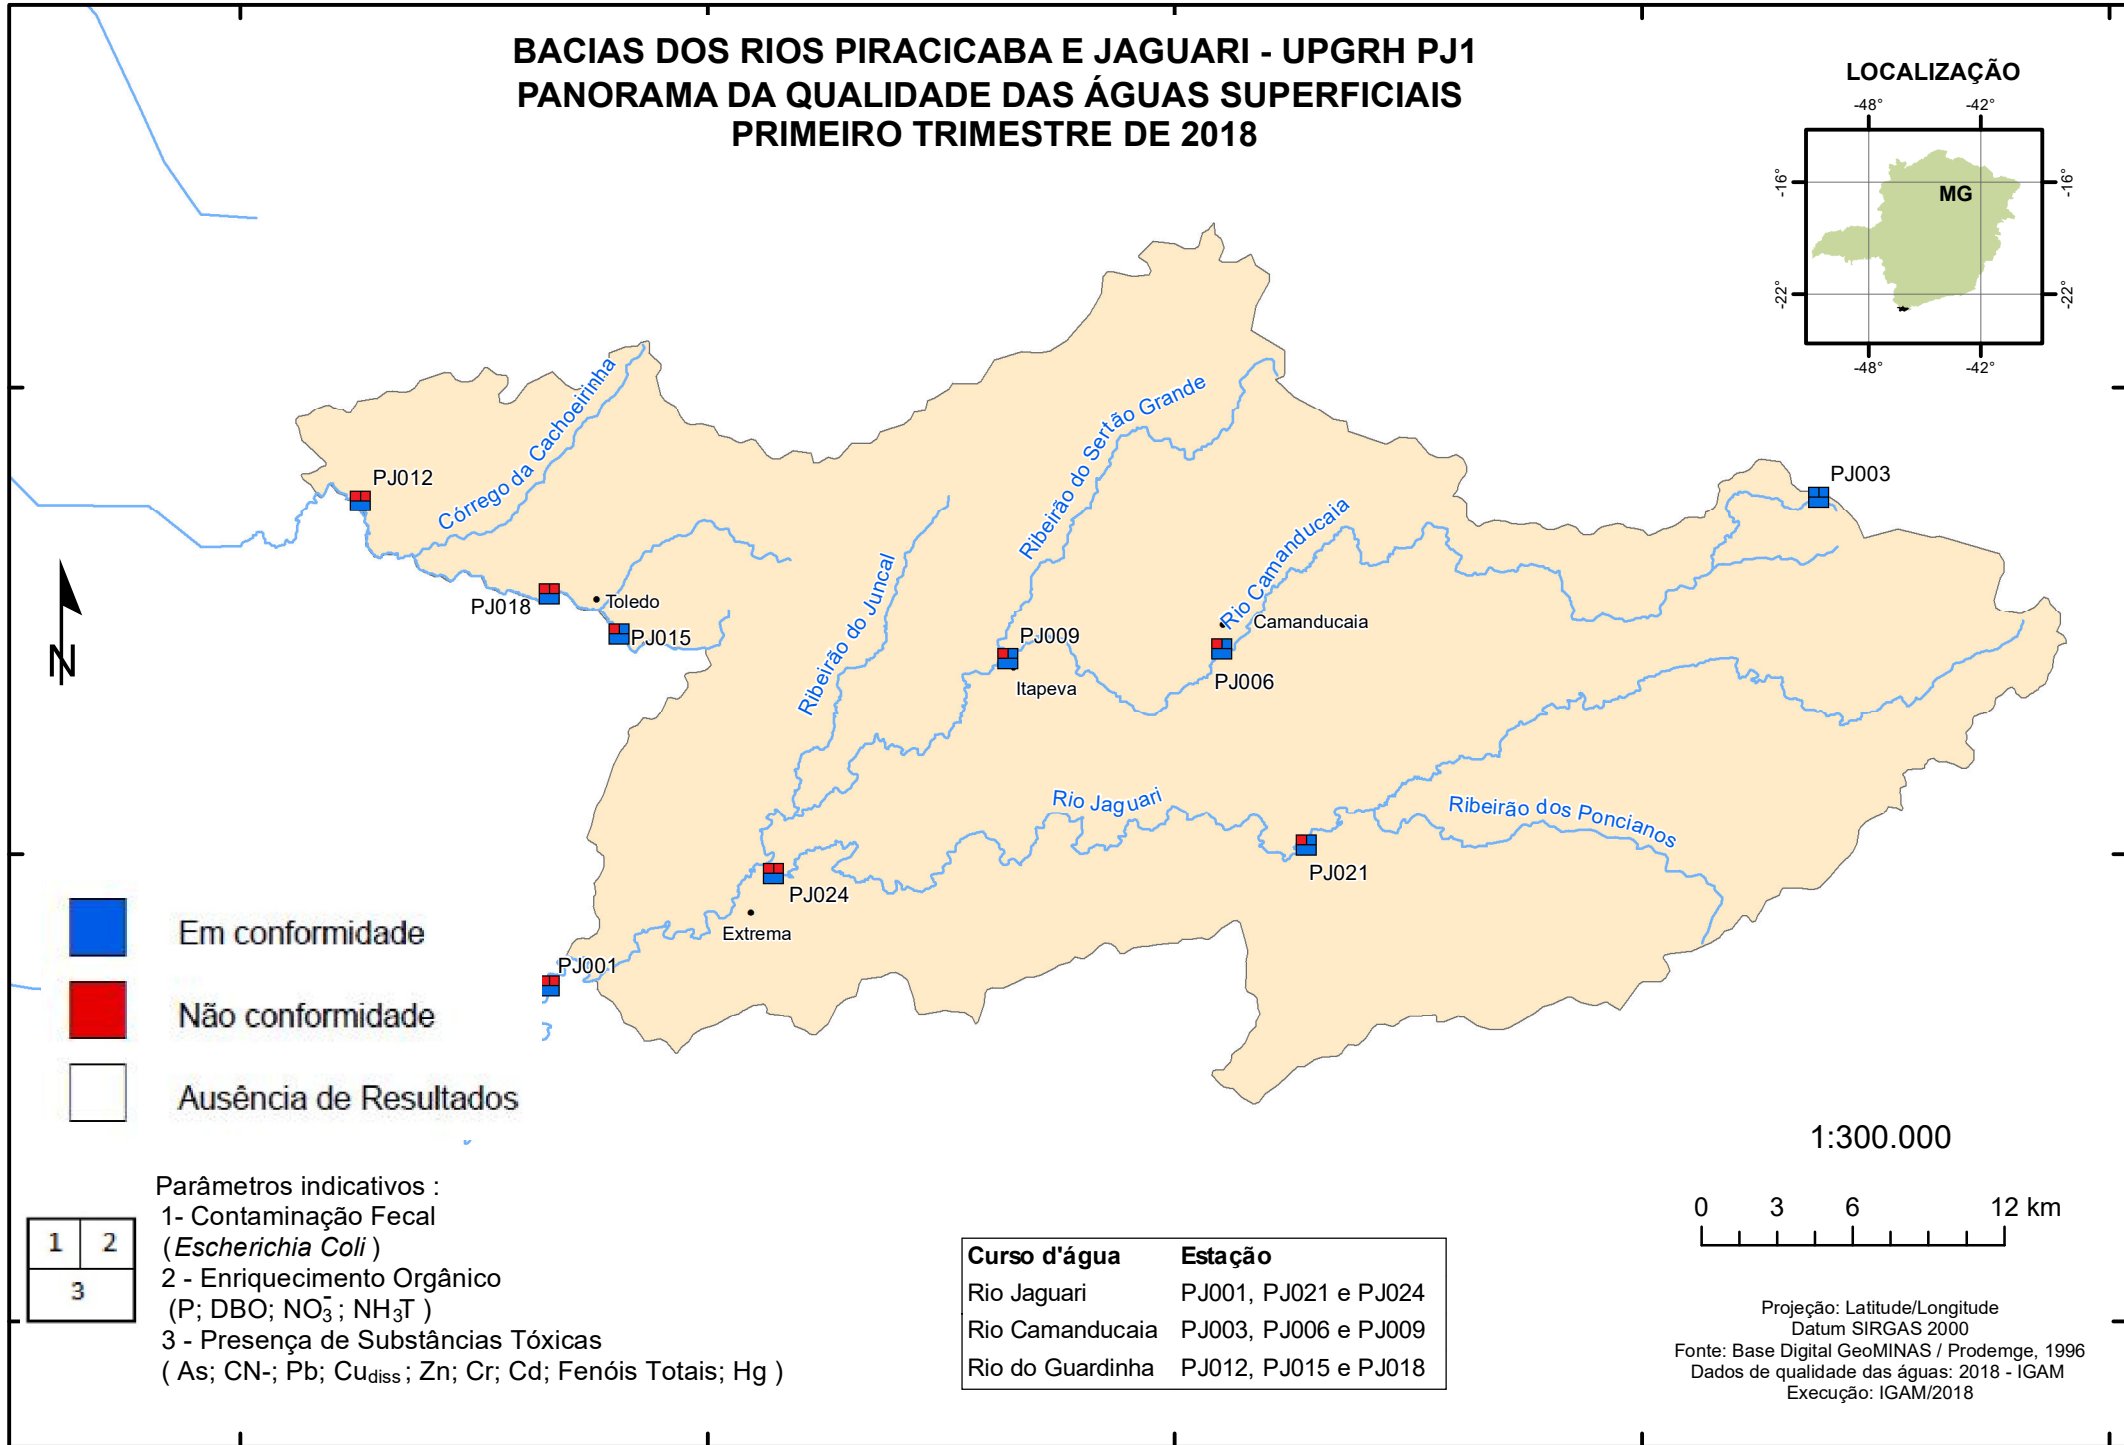 BACIAS DOS RIOS PIRACICABA E JAGUARI - UPGRH PJ1
PANORAMA DA QUALIDADE DAS ÁGUAS SUPERFICIAIS
PRIMEIRO TRIMESTRE DE 2018
LOCALIZAÇÃO
-48° -42°
-16° -16°
MG
-22° -22°
-48° -42°
Córrego da Cachoeirinha
Ribeirão do Sertão Grande
PJ012
PJ003
Rio Camanducaia
Ribeirão do Juncal
PJ018
Toledo
PJ015
PJ009
Camanducaia
Itapeva
PJ006
N
Rio Jaguari
Ribeirão dos Poncianos
PJ021
PJ024
Extrema
PJ001
Em conformidade
Não conformidade
Ausência de Resultados
1:300.000
0 3 6 12 km
Parâmetros indicativos :
1- Contaminação Fecal
(Escherichia Coli )
2 - Enriquecimento Orgânico
(P; DBO; NO3-; NH3T )
3 - Presença de Substâncias Tóxicas
( As; CN-; Pb; Cudiss ; Zn; Cr; Cd; Fenóis Totais; Hg )
1 2
3
Curso d'água Estação
Rio Jaguari PJ001, PJ021 e PJ024
Rio Camanducaia PJ003, PJ006 e PJ009
Rio do Guardinha PJ012, PJ015 e PJ018
Projeção: Latitude/Longitude
Datum SIRGAS 2000
Fonte: Base Digital GeoMINAS / Prodemge, 1996
Dados de qualidade das águas: 2018 - IGAM
Execução: IGAM/2018